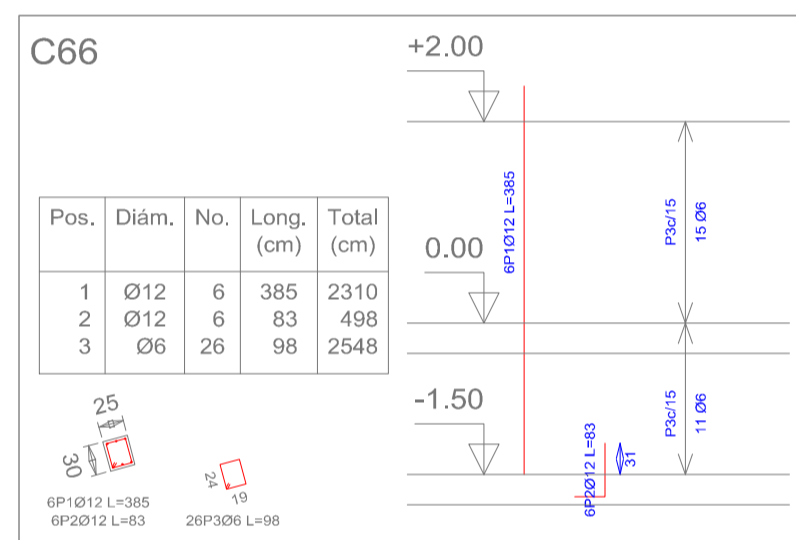 C66
Pos. Diám. No. Long. (cm) Total (cm)
1 Ø12 6 385 2310
2 Ø12 6 83 498
3 Ø6 26 98 2548
25
30
6P1Ø12 L=385
6P2Ø12 L=83
24
19
26P3Ø6 L=98
+2.00
0.00
-1.50
6P1Ø12 L=385
P3c/15
15 Ø6
P3c/15
11 Ø6
6P2Ø12 L=83
31